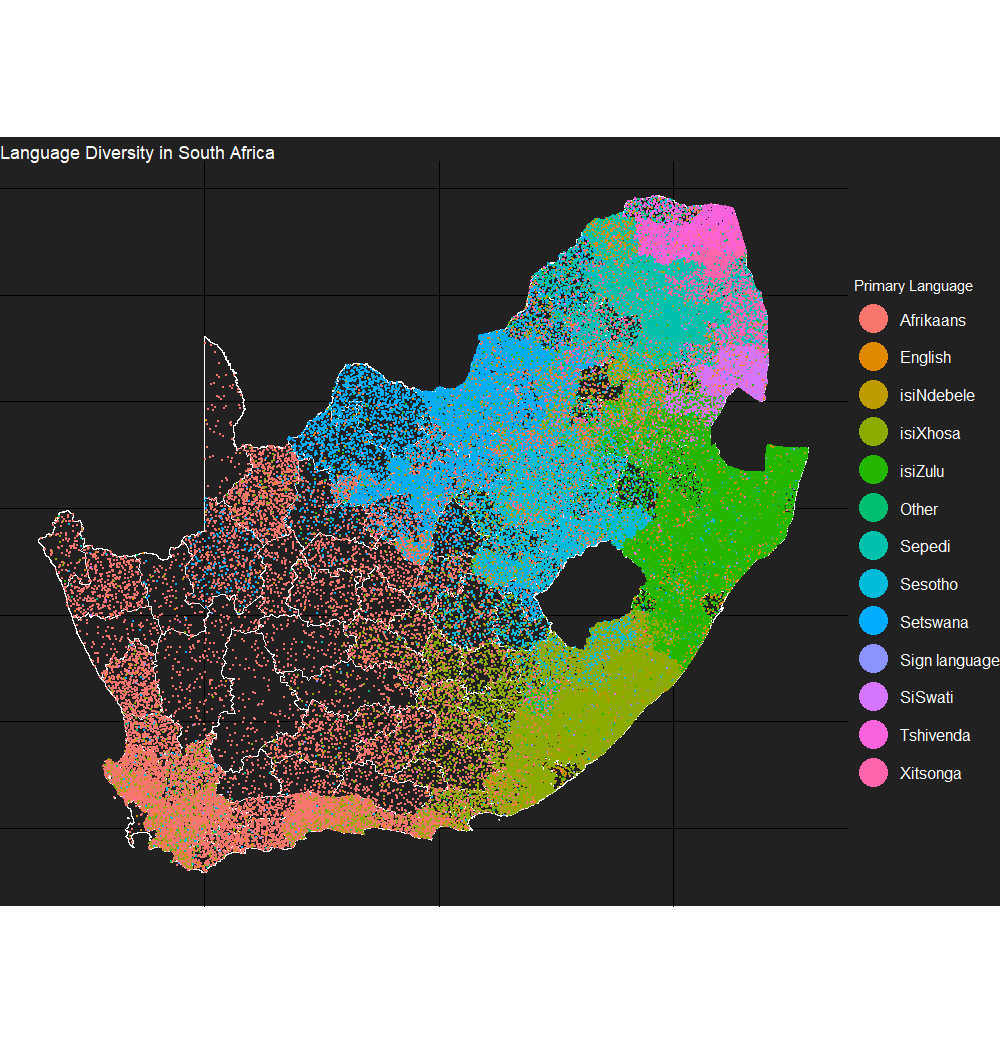 Language Diversity in South Africa
Primary Language
Afrikaans
English
isiNdebele
isiXhosa
isiZulu
Other
Sepedi
Sesotho
Setswana
Sign language
SiSwati
Tshivenda
Xitsonga